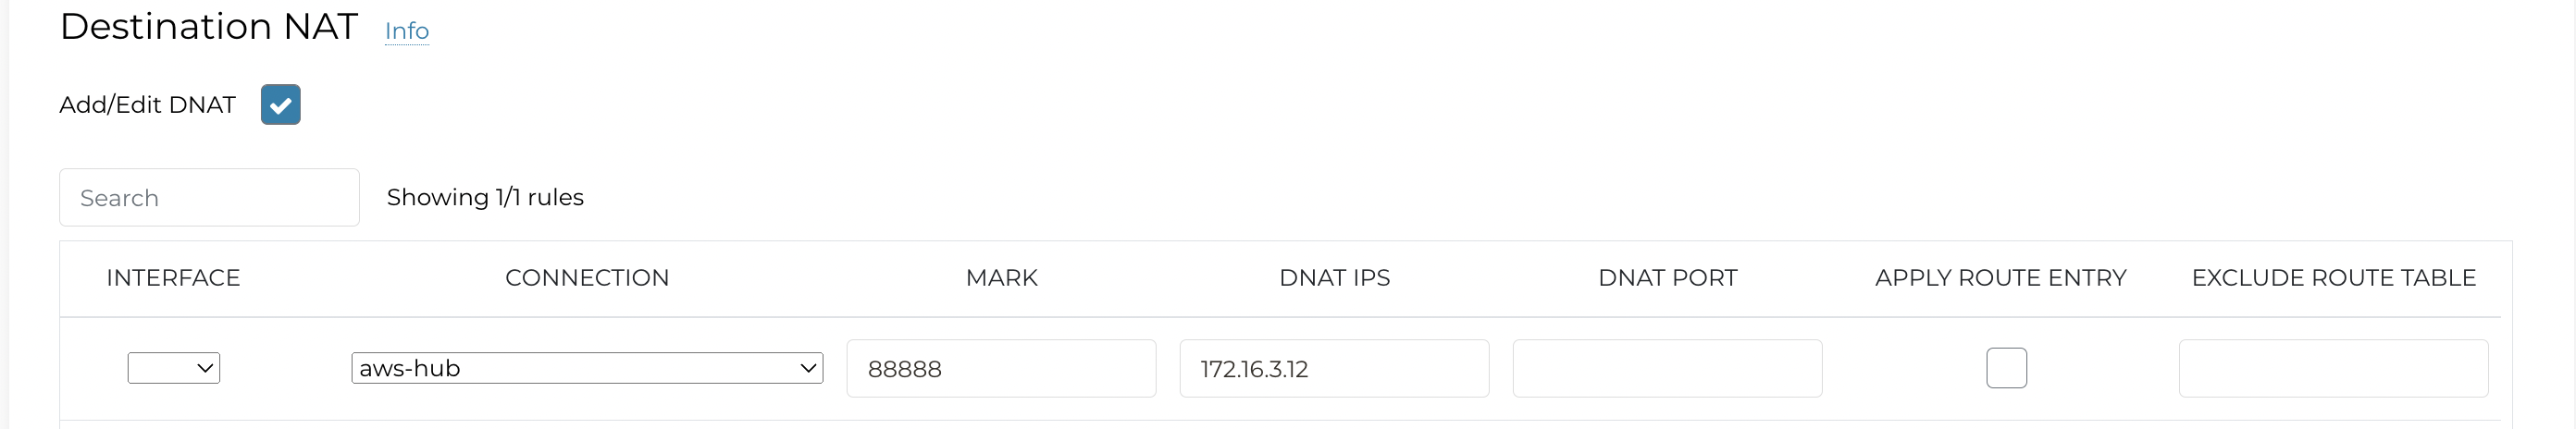 Destination NAT Info
Add/Edit DNAT
Search Showing 1/1 rules
INTERFACE CONNECTION MARK DNAT IPS DNAT PORT APPLY ROUTE ENTRY EXCLUDE ROUTE TABLE
aws-hub 88888 172.16.3.12